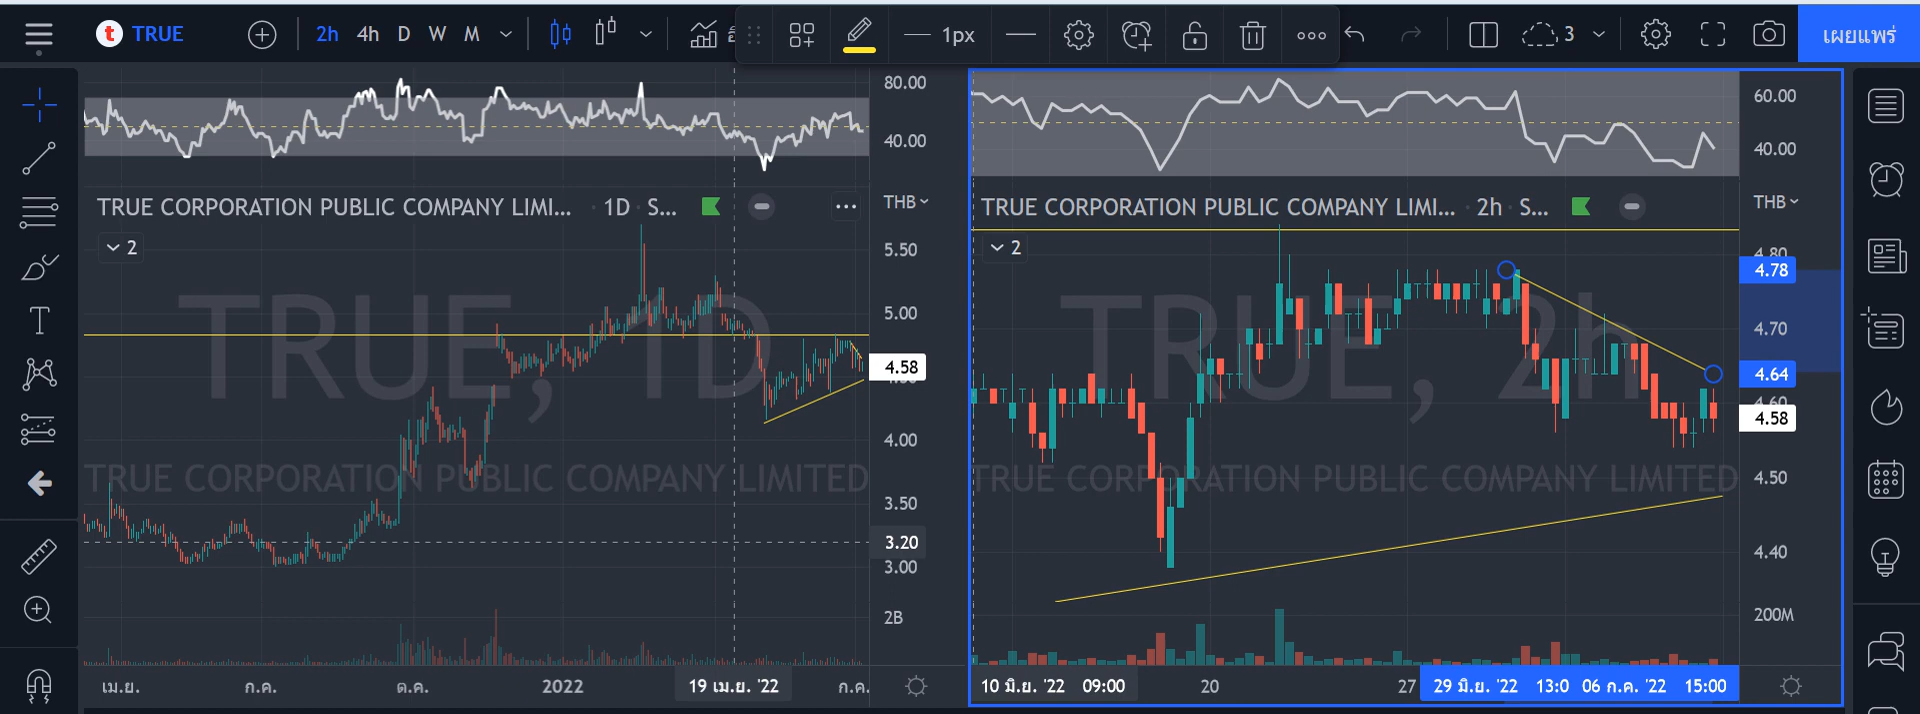 TRUE
2h 4h D W M
1px
3
เผยแพร่
80.00
40.00
TRUE CORPORATION PUBLIC COMPANY LIMI... · 1D · S...
THB
2
5.50
5.00
4.58
4.00
3.50
3.20
3.00
2B
TRUE, 1D
TRUE CORPORATION PUBLIC COMPANY LIMITED
เม.ย. ก.ค. ต.ค. 2022 19 เม.ย. '22 ก.ค.
60.00
40.00
TRUE CORPORATION PUBLIC COMPANY LIMI... · 2h · S...
THB
2
4.80
4.78
4.70
4.64
4.60
4.58
4.50
4.40
200M
TRUE, 2h
TRUE CORPORATION PUBLIC COMPANY LIMITED
10 มิ.ย. '22 09:00 20 27 29 มิ.ย. '22 13:0 06 ก.ค. '22 15:00